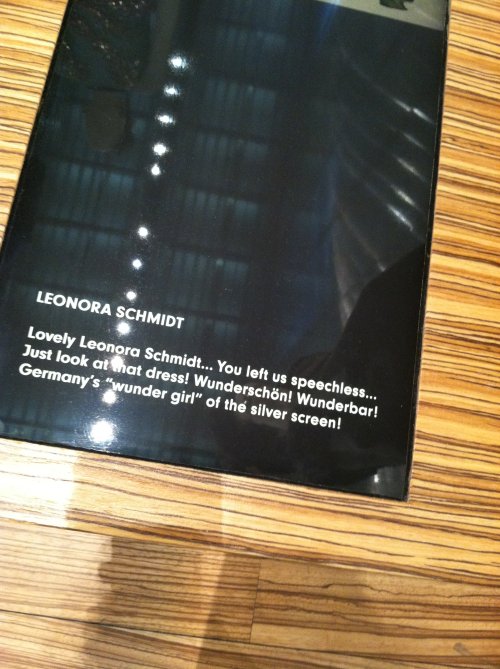 LEONORA SCHMIDT
Lovely Leonora Schmidt... You left us speechless...
Just look at that dress! Wunderschön! Wunderbar!
Germany's "wunder girl" of the silver screen!